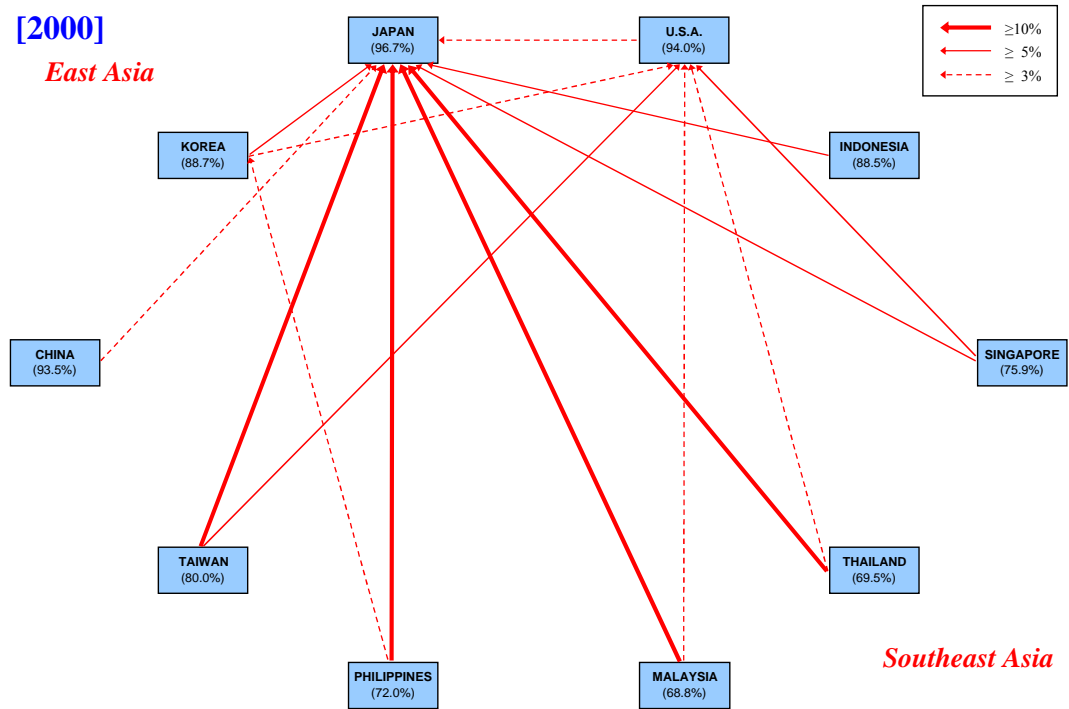 [2000]
East Asia
JAPAN
(96.7%)
U.S.A.
(94.0%)
≥10%
≥ 5%
≥ 3%
KOREA
(88.7%)
INDONESIA
(88.5%)
CHINA
(93.5%)
SINGAPORE
(75.9%)
TAIWAN
(80.0%)
THAILAND
(69.5%)
PHILIPPINES
(72.0%)
MALAYSIA
(68.8%)
Southeast Asia